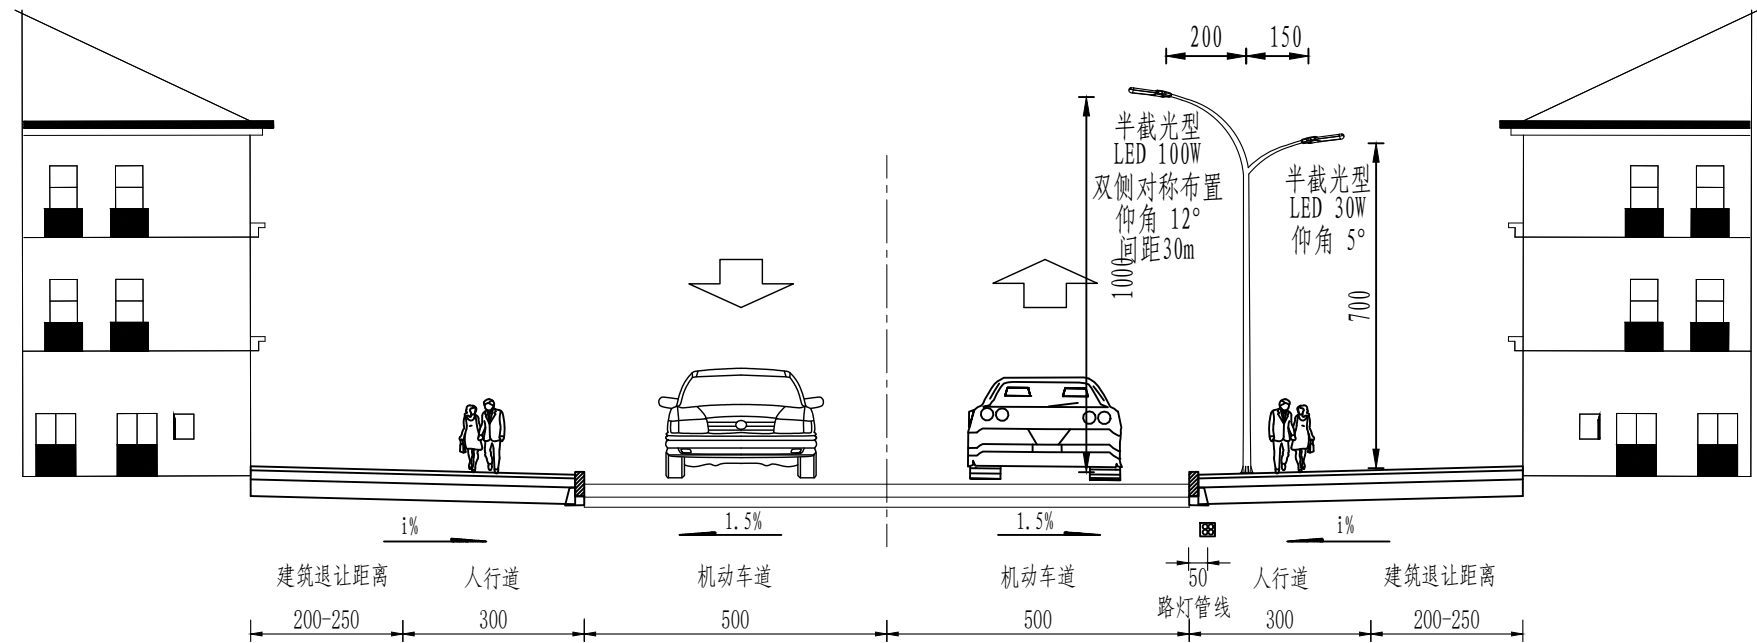 200
150
半截光型
LED 100W
双侧对称布置
仰角 12°
间距30m
1000
半截光型
LED 30W
仰角 5°
700
i%
1.5%
1.5%
i%
建筑退让距离
人行道
机动车道
机动车道
50
人行道
建筑退让距离
路灯管线
200-250
300
500
500
300
200-250